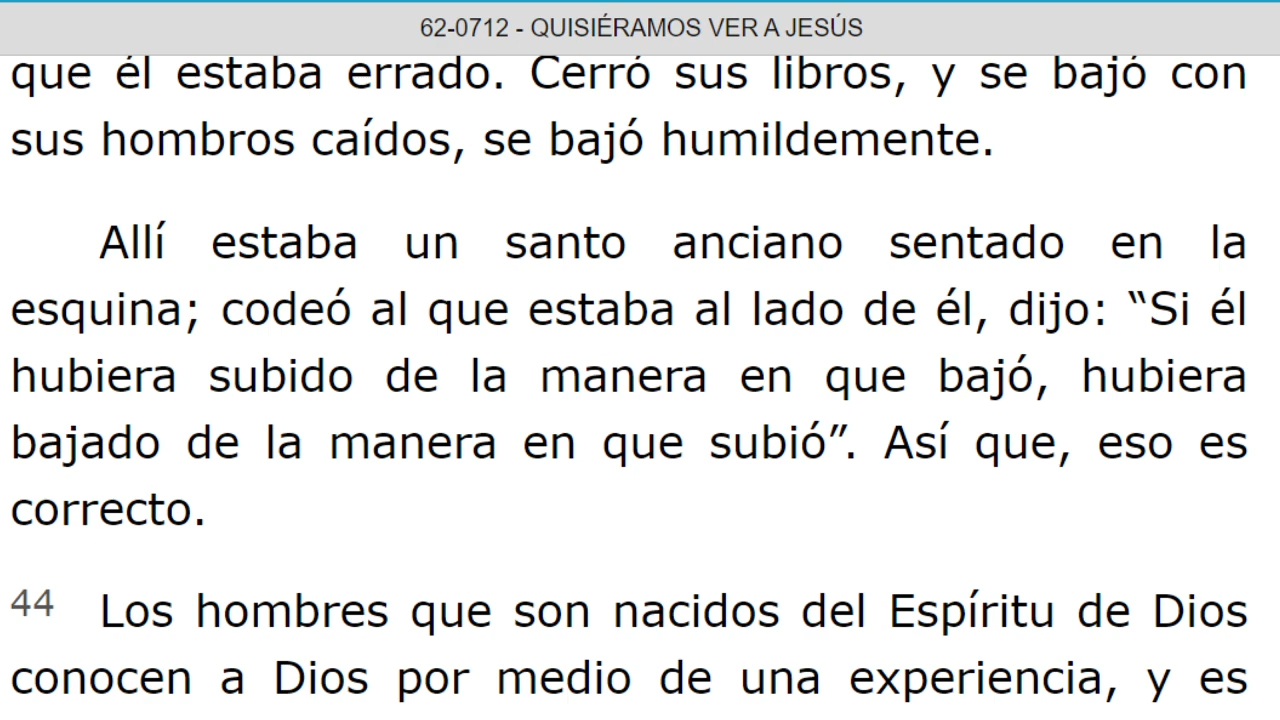 62-0712 - QUISIÉRAMOS VER A JESÚS
que él estaba errado. Cerró sus libros, y se bajó con
sus hombros caídos, se bajó humildemente.
Allí estaba un santo anciano sentado en la
esquina; codeó al que estaba al lado de él, dijo: “Si él
hubiera subido de la manera en que bajó, hubiera
bajado de la manera en que subió”. Así que, eso es
correcto.
44 Los hombres que son nacidos del Espíritu de Dios
conocen a Dios por medio de una experiencia, y es